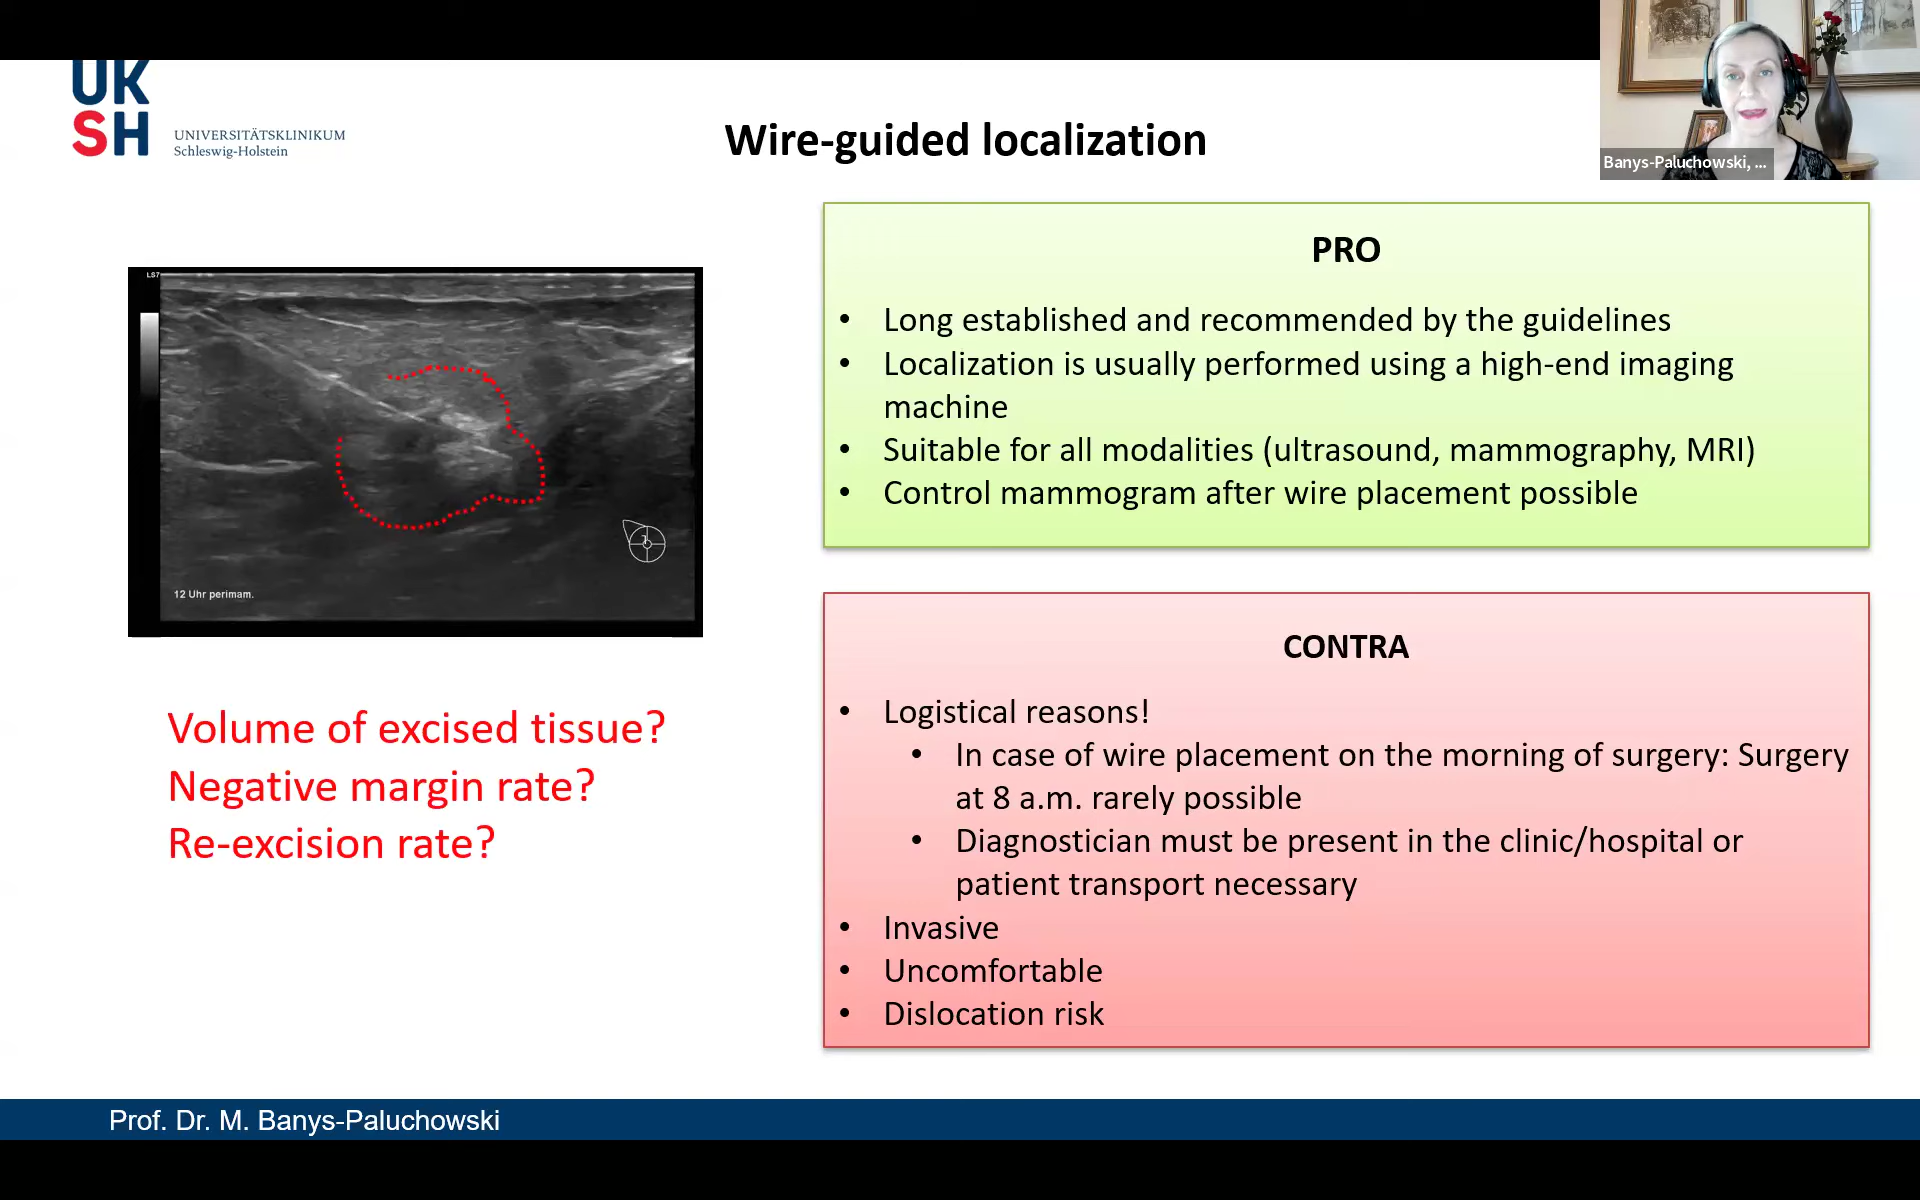 UK
SH
UNIVERSITÄTSKLINIKUM
Schleswig-Holstein
Wire-guided localization
Banys-Paluchowski, ...
LS7
12 Uhr perimam.
Volume of excised tissue?
Negative margin rate?
Re-excision rate?
PRO
• Long established and recommended by the guidelines
• Localization is usually performed using a high-end imaging
machine
• Suitable for all modalities (ultrasound, mammography, MRI)
• Control mammogram after wire placement possible
CONTRA
• Logistical reasons!
• In case of wire placement on the morning of surgery: Surgery
at 8 a.m. rarely possible
• Diagnostician must be present in the clinic/hospital or
patient transport necessary
• Invasive
• Uncomfortable
• Dislocation risk
Prof. Dr. M. Banys-Paluchowski